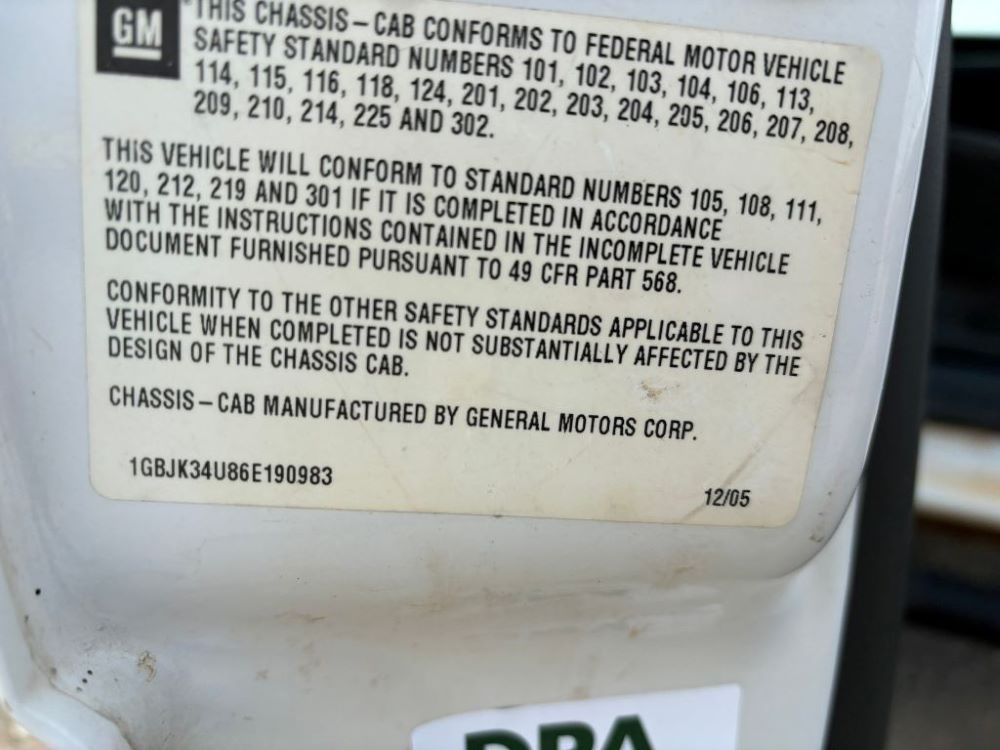 GM
THIS CHASSIS-CAB CONFORMS TO FEDERAL MOTOR VEHICLE
SAFETY STANDARD NUMBERS 101, 102, 103, 104, 106, 113,
114, 115, 116, 118, 124, 201, 202, 203, 204, 205, 206, 207, 208,
209, 210, 214, 225 AND 302.
THIS VEHICLE WILL CONFORM TO STANDARD NUMBERS 105, 108, 111,
120, 212, 219 AND 301 IF IT IS COMPLETED IN ACCORDANCE
WITH THE INSTRUCTIONS CONTAINED IN THE INCOMPLETE VEHICLE
DOCUMENT FURNISHED PURSUANT TO 49 CFR PART 568.
CONFORMITY TO THE OTHER SAFETY STANDARDS APPLICABLE TO THIS
VEHICLE WHEN COMPLETED IS NOT SUBSTANTIALLY AFFECTED BY THE
DESIGN OF THE CHASSIS CAB.
CHASSIS-CAB MANUFACTURED BY GENERAL MOTORS CORP.
1GBJK34U86E190983
12/05